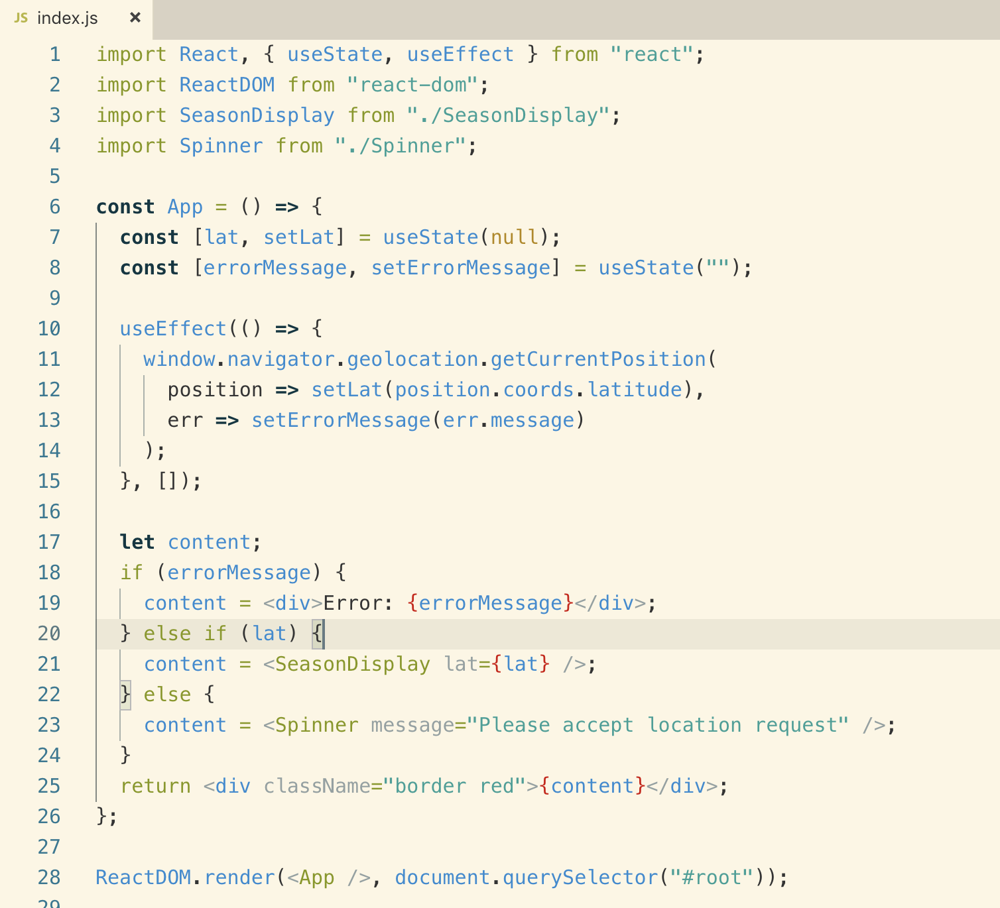 JS index.js ×
1 import React, { useState, useEffect } from "react";
2 import ReactDOM from "react-dom";
3 import SeasonDisplay from "./SeasonDisplay";
4 import Spinner from "./Spinner";
5
6 const App = () => {
7   const [lat, setLat] = useState(null);
8   const [errorMessage, setErrorMessage] = useState("");
9
10   useEffect(() => {
11     window.navigator.geolocation.getCurrentPosition(
12       position => setLat(position.coords.latitude),
13       err => setErrorMessage(err.message)
14     );
15   }, []);
16
17   let content;
18   if (errorMessage) {
19     content = <div>Error: {errorMessage}</div>;
20   } else if (lat) {
21     content = <SeasonDisplay lat={lat} />;
22   } else {
23     content = <Spinner message="Please accept location request" />;
24   }
25   return <div className="border red">{content}</div>;
26 };
27
28 ReactDOM.render(<App />, document.querySelector("#root"));
29